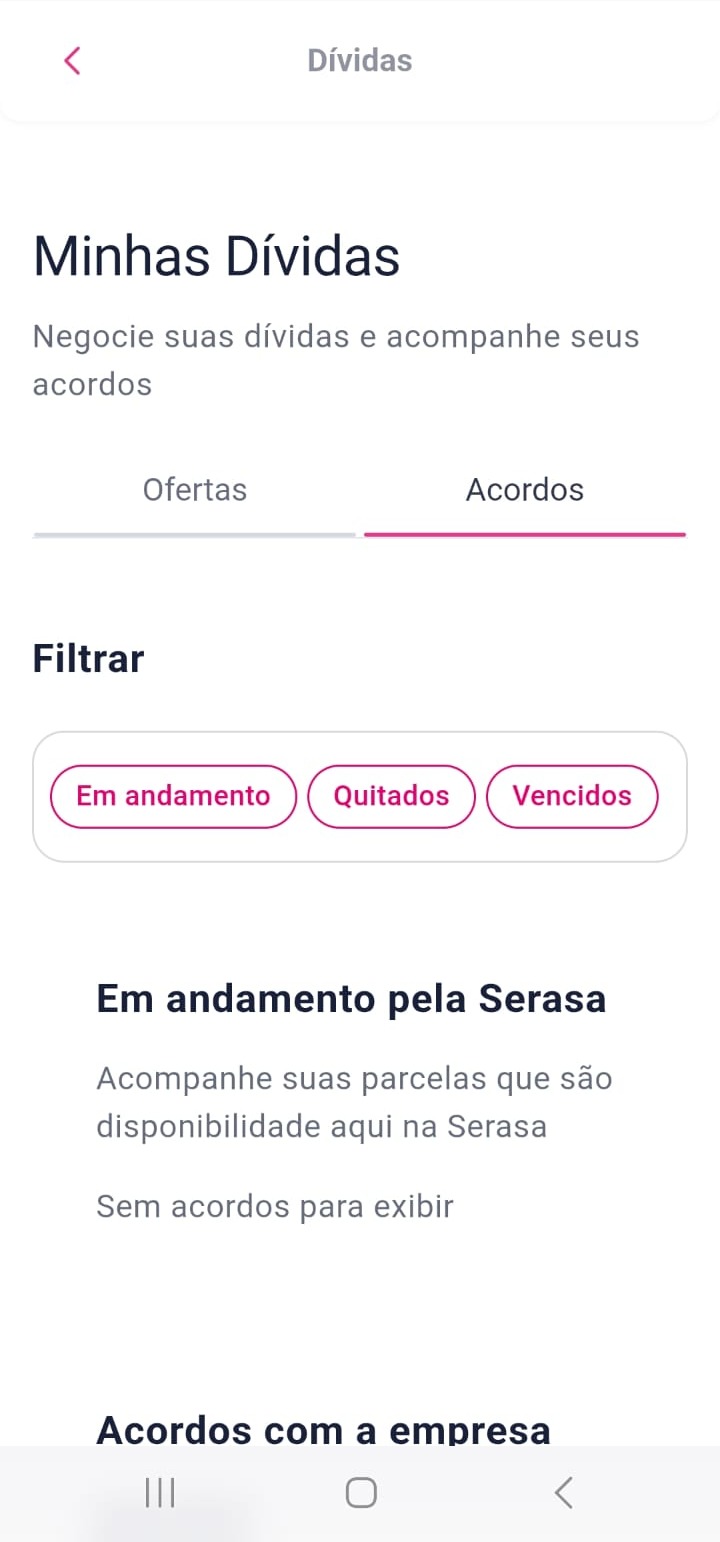 Dívidas
Minhas Dívidas
Negocie suas dívidas e acompanhe seus
acordos
Ofertas
Acordos
Filtrar
Em andamento
Quitados
Vencidos
Em andamento pela Serasa
Acompanhe suas parcelas que são
disponibilidade aqui na Serasa
Sem acordos para exibir
Acordos com a empresa